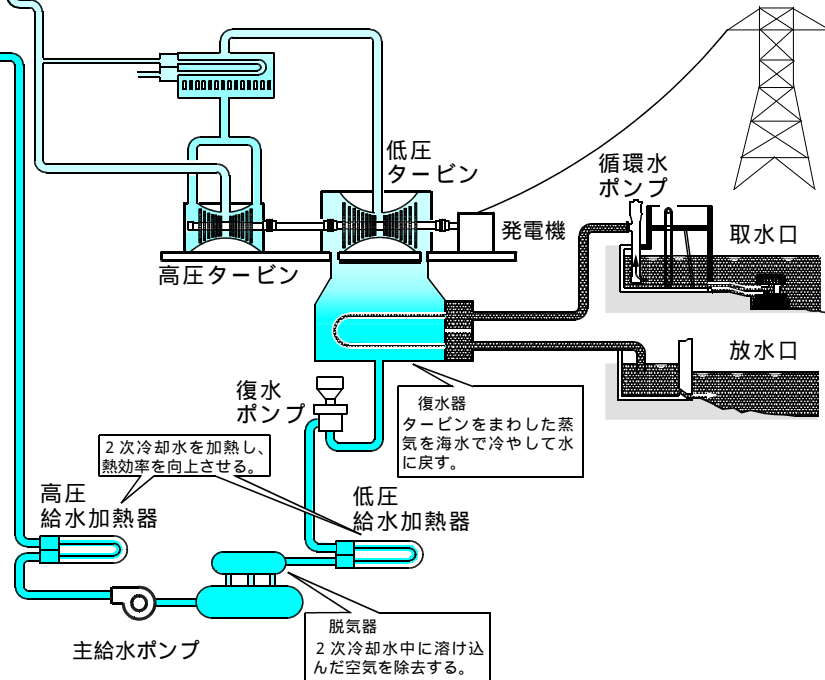 低圧
タービン
循環水
ポンプ
発電機
取水口
高圧タービン
放水口
復水
ポンプ
復水器
タービンをまわした蒸
気を海水で冷やして水
に戻す。
２次冷却水を加熱し、
熱効率を向上させる。
高圧
給水加熱器
低圧
給水加熱器
主給水ポンプ
脱気器
２次冷却水中に溶け込
んだ空気を除去する。